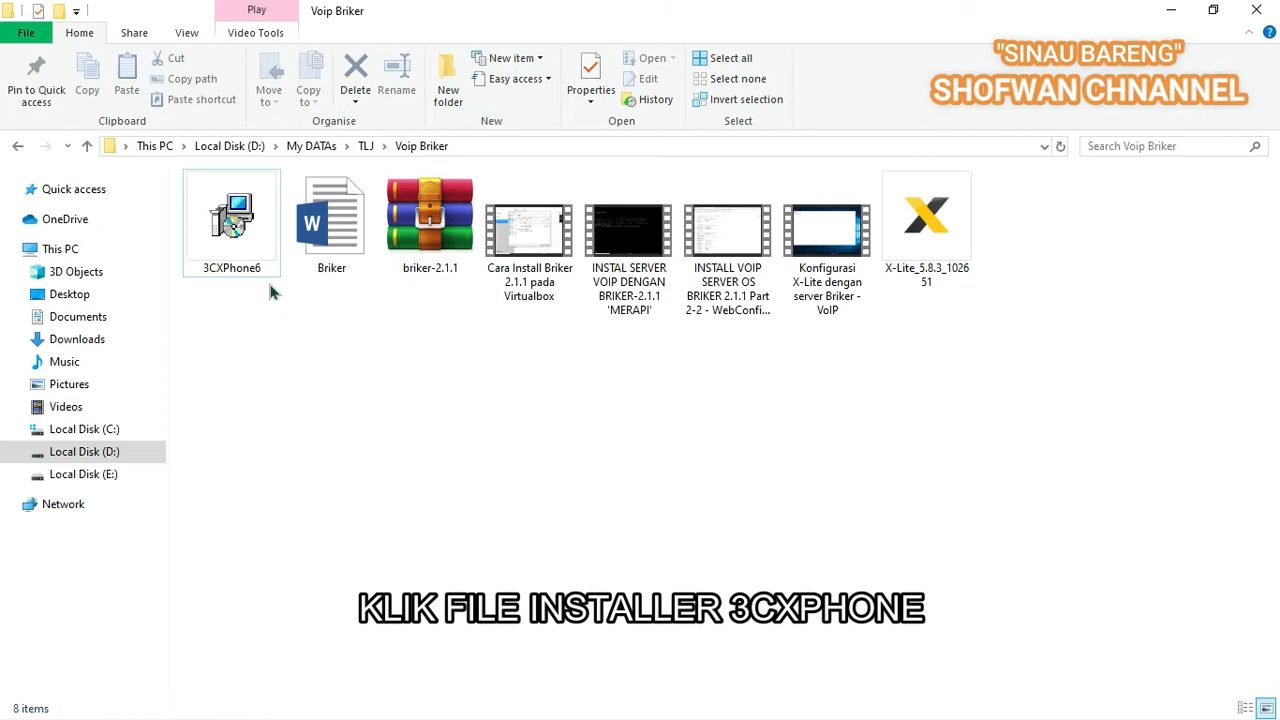 Play
Voip Briker
File
Home
Share
View
Video Tools
"SINAU BARENG"
SHOFWAN CHNANNEL
Pin to Quick
access
Copy
Paste
Cut
Copy path
Paste shortcut
Clipboard
Move
to
Copy
to
Delete
Rename
Organise
New
folder
New item
Easy access
New
Properties
Open
Edit
History
Open
Select all
Select none
Invert selection
Select
This PC
Local Disk (D:)
My DATAs
TLJ
Voip Briker
Search Voip Briker
Quick access
OneDrive
This PC
3D Objects
Desktop
Documents
Downloads
Music
Pictures
Videos
Local Disk (C:)
Local Disk (D:)
Local Disk (E:)
Network
3CXPhone6
W
Briker
briker-2.1.1
Cara Install Briker
2.1.1 pada
Virtualbox
INSTAL SERVER
VOIP DENGAN
BRIKER-2.1.1
'MERAPI'
INSTALL VOIP
SERVER OS
BRIKER 2.1.1 Part
2-2 - WebConfi...
Konfigurasi
X-Lite dengan
server Briker -
VoIP
X-Lite_5.8.3_1026
51
KLIK FILE INSTALLER 3CXPHONE
8 items